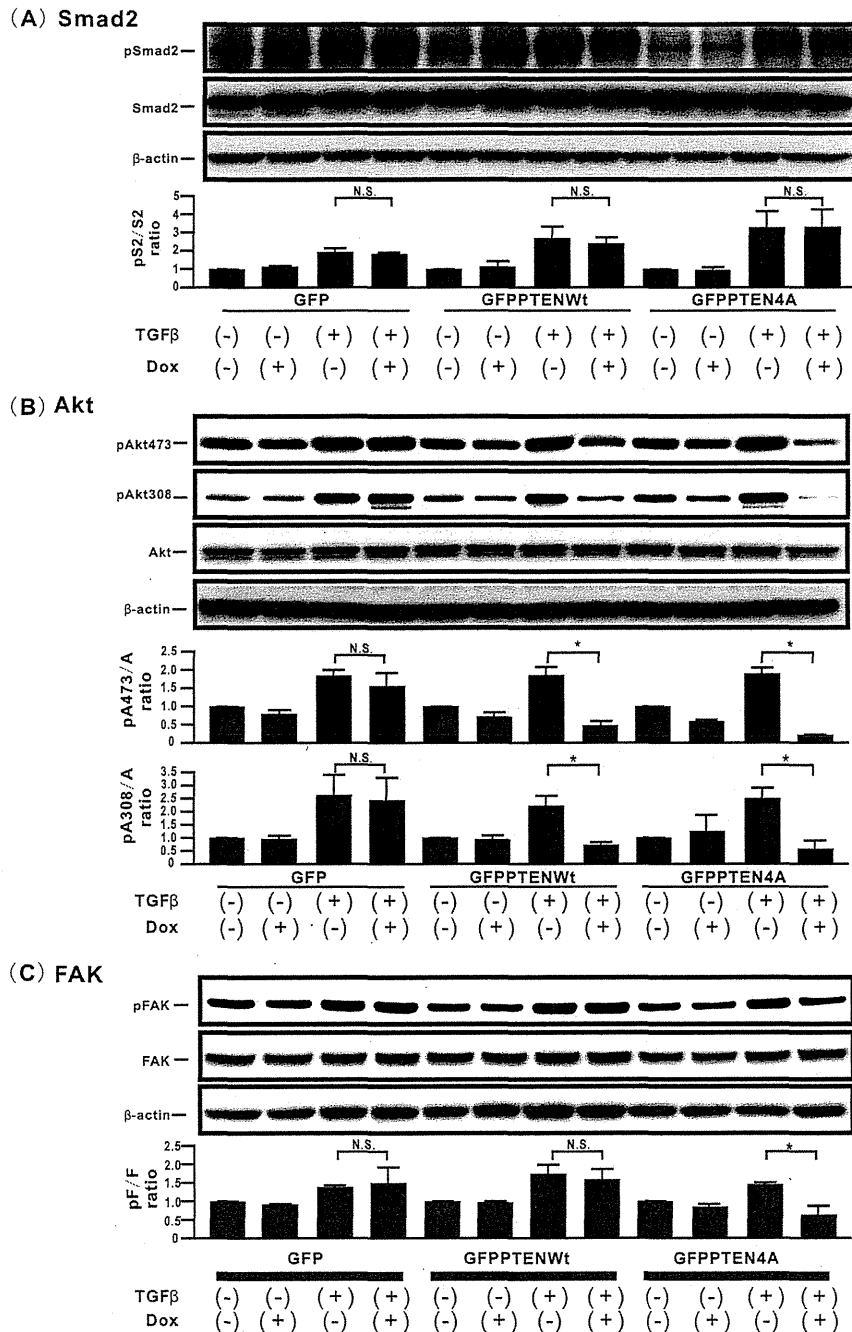 (A) Smad2
pSmad2
Smad2
β-actin
pS2/S2 ratio
5
4
3
2
1
0
N.S.
N.S.
N.S.
GFP
GFPPTENWt
GFPPTEN4A
TGFβ (-) (-) (+) (+) (-) (-) (+) (+) (-) (-) (+) (+)
Dox (-) (+) (-) (+) (-) (+) (-) (+) (-) (+) (-) (+)
(B) Akt
pAkt473
pAkt308
Akt
β-actin
pA473/A ratio
2.5
2.0
1.5
1.0
0.5
0
N.S.
*
*
pA308/A ratio
3.5
3.0
2.5
2.0
1.5
1.0
0.5
0
N.S.
*
*
GFP
GFPPTENWt
GFPPTEN4A
TGFβ (-) (-) (+) (+) (-) (-) (+) (+) (-) (-) (+) (+)
Dox (-) (+) (-) (+) (-) (+) (-) (+) (-) (+) (-) (+)
(C) FAK
pFAK
FAK
β-actin
pF/F ratio
2.5
2.0
1.5
1.0
0.5
0
N.S.
N.S.
*
GFP
GFPPTENWt
GFPPTEN4A
TGFβ (-) (-) (+) (+) (-) (-) (+) (+) (-) (-) (+) (+)
Dox (-) (+) (-) (+) (-) (+) (-) (+) (-) (+) (-) (+)